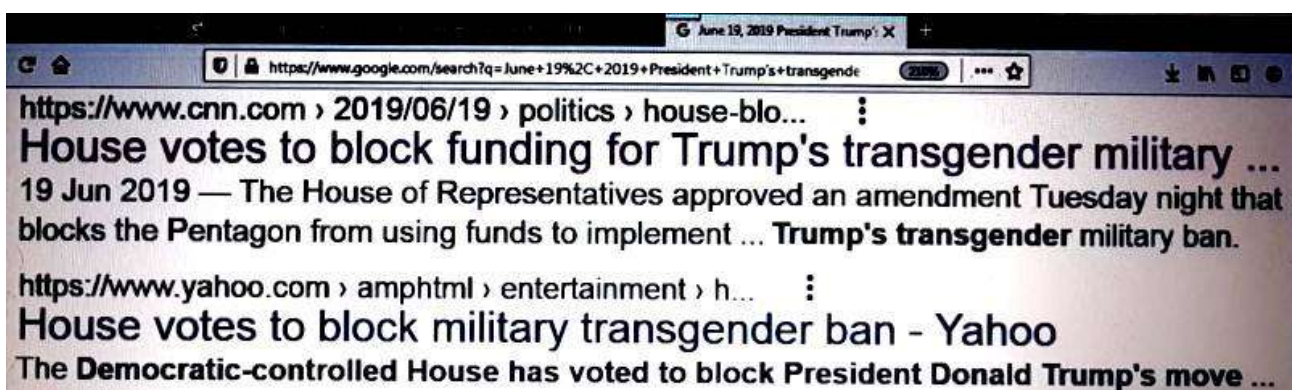 G June 19, 2019 President Trump's X +
https://www.google.com/search?q=June+19%2C+2019+President+Trump's+transgende
https://www.cnn.com › 2019/06/19 › politics › house-blo...
House votes to block funding for Trump's transgender military ...
19 Jun 2019 — The House of Representatives approved an amendment Tuesday night that
blocks the Pentagon from using funds to implement ... Trump's transgender military ban.
https://www.yahoo.com › amphtml › entertainment › h...
House votes to block military transgender ban - Yahoo
The Democratic-controlled House has voted to block President Donald Trump's move ...